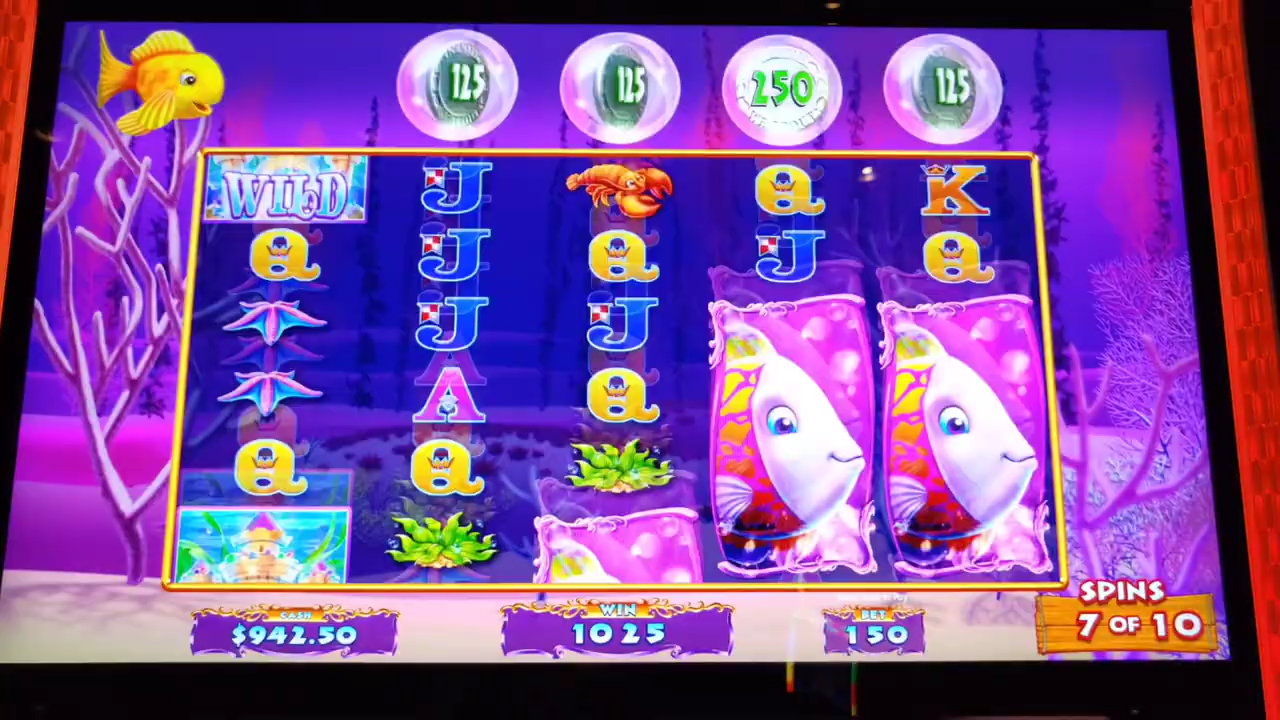 125 125 250 125
WILD J Q K
Q J Q J Q
J J
A Q
Q Q
SPINS
7 OF 10
CASH WIN BET
$942.50 1025 150